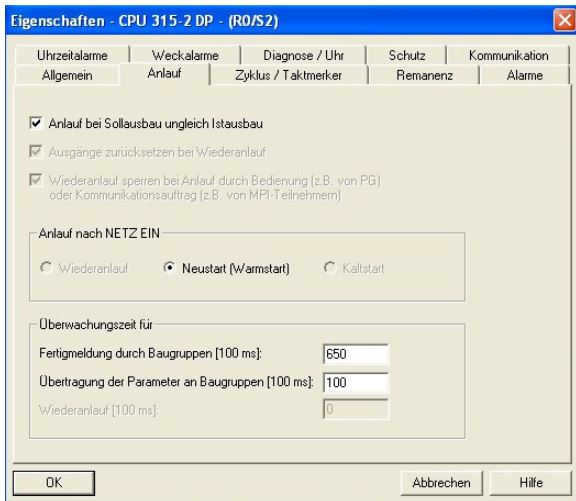 Eigenschaften - CPU 315-2 DP - (R0/S2)
Uhrzeitalarme Weckalarme Diagnose / Uhr Schutz Kommunikation
Allgemein Anlauf Zyklus / Taktmerker Remanenz Alarme
Anlauf bei Sollausbau ungleich Istausbau
Ausgänge zurücksetzen bei Wiederanlauf
Wiederanlauf sperren bei Anlauf durch Bedienung (z.B. von PG)
oder Kommunikationsauftrag (z.B. von MPI-Teilnehmern)
Anlauf nach NETZ EIN
Wiederanlauf Neustart (Warmstart) Kaltstart
Überwachungszeit für
Fertigmeldung durch Baugruppen [100 ms]: 650
Übertragung der Parameter an Baugruppen [100 ms]: 100
Wiederanlauf [100 ms]: 0
OK Abbrechen Hilfe